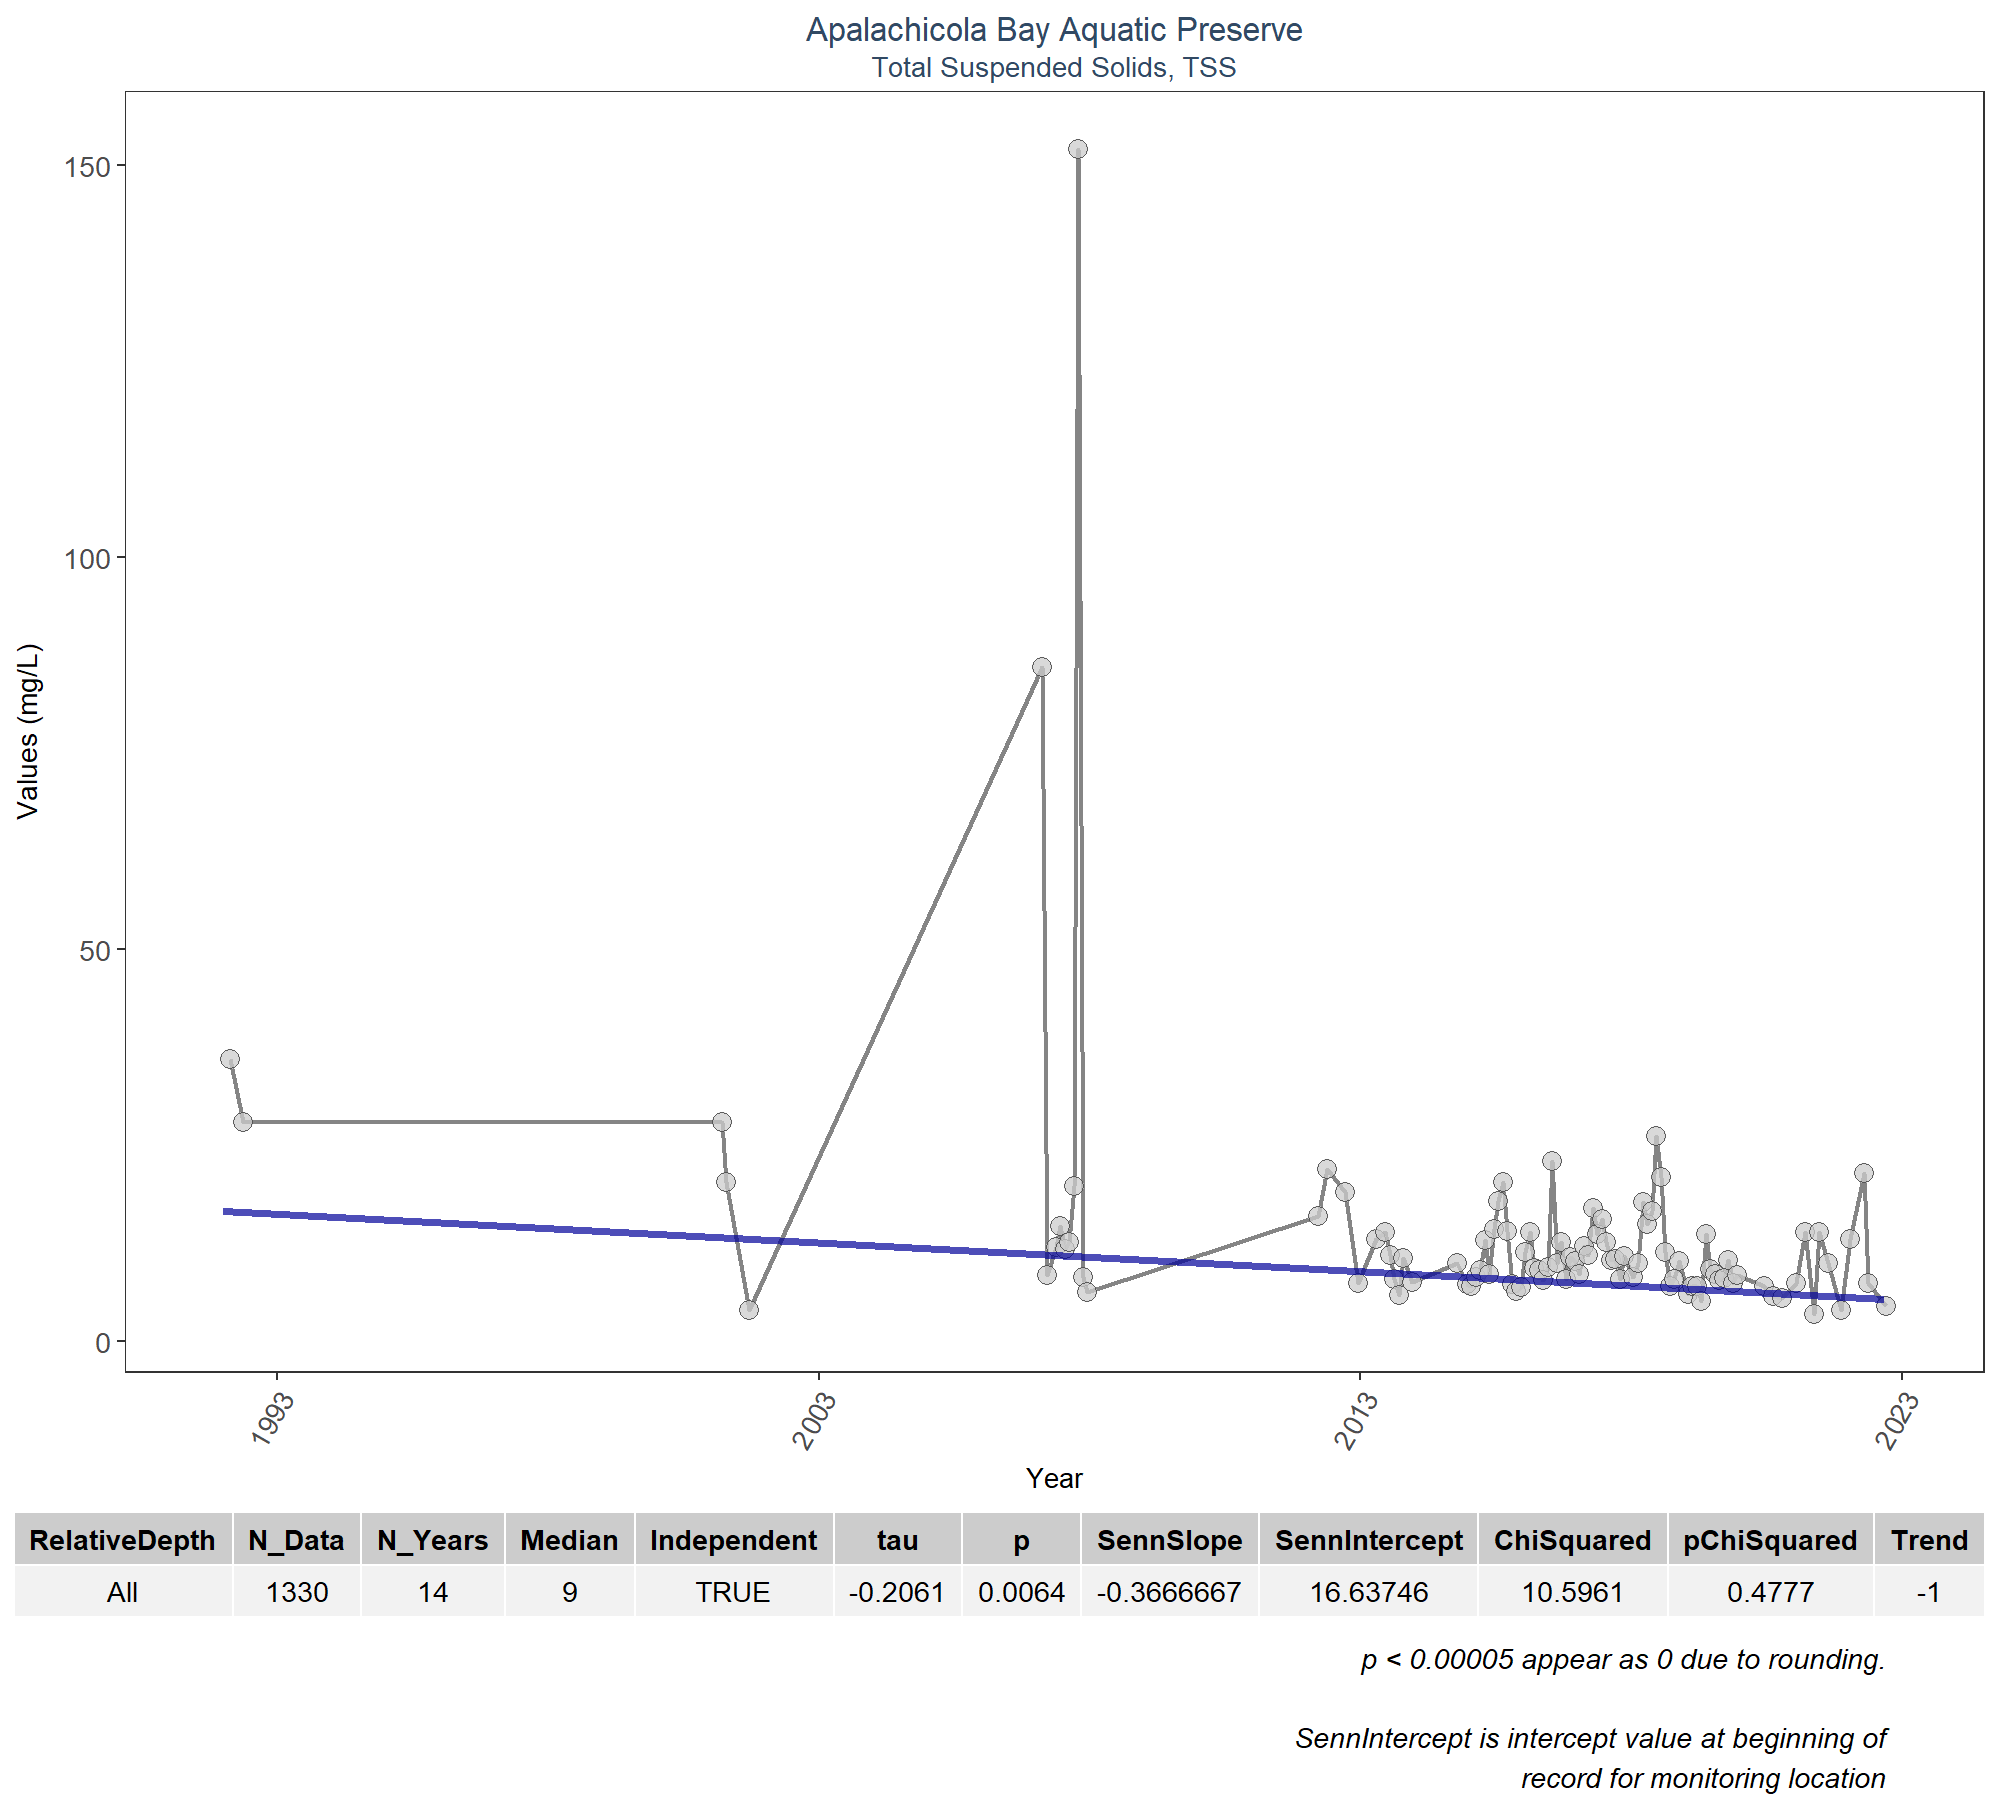 Apalachicola Bay Aquatic Preserve
Total Suspended Solids, TSS
150
100
50
0
Values (mg/L)
1993
2003
2013
2023
Year
RelativeDepth N_Data N_Years Median Independent tau p SennSlope SennIntercept ChiSquared pChiSquared Trend
All 1330 14 9 TRUE -0.2061 0.0064 -0.3666667 16.63746 10.5961 0.4777 -1
p < 0.00005 appear as 0 due to rounding.
SennIntercept is intercept value at beginning of
record for monitoring location